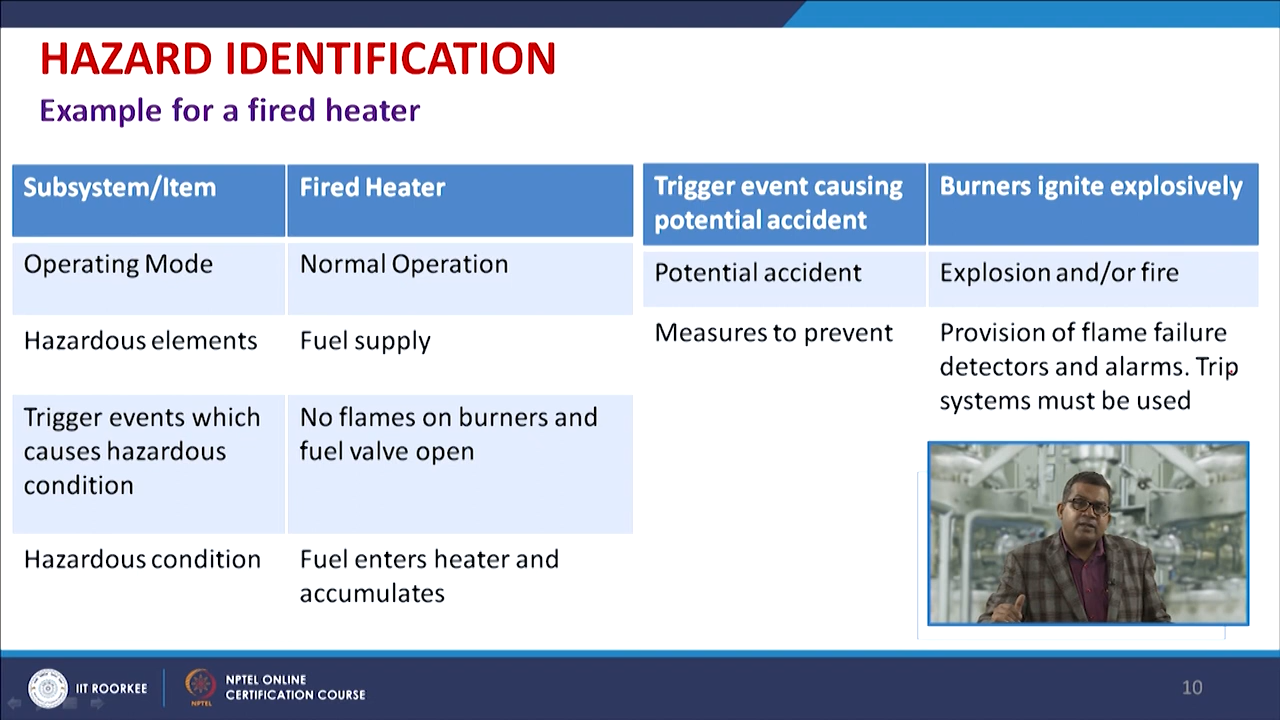 HAZARD IDENTIFICATION
Example for a fired heater
Subsystem/Item
Fired Heater
Operating Mode
Normal Operation
Hazardous elements
Fuel supply
Trigger events which
causes hazardous
condition
No flames on burners and
fuel valve open
Hazardous condition
Fuel enters heater and
accumulates
Trigger event causing
potential accident
Burners ignite explosively
Potential accident
Explosion and/or fire
Measures to prevent
Provision of flame failure
detectors and alarms. Trip
systems must be used
IIT ROORKEE
NPTEL
NPTEL ONLINE
CERTIFICATION COURSE
10